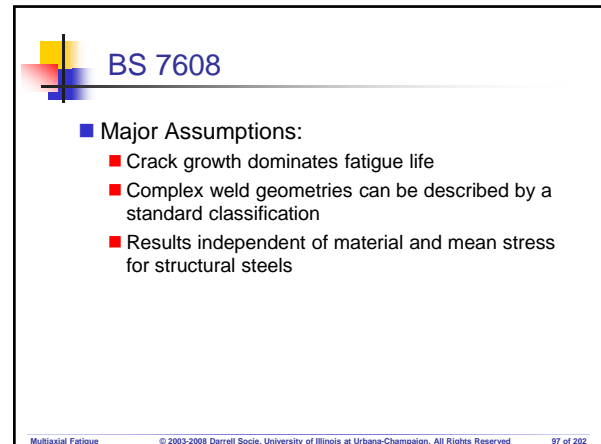 BS 7608
Major Assumptions:
Crack growth dominates fatigue life
Complex weld geometries can be described by a
standard classification
Results independent of material and mean stress
for structural steels
Multiaxial Fatigue © 2003-2008 Darrell Socie, University of Illinois at Urbana-Champaign, All Rights Reserved 97 of 202